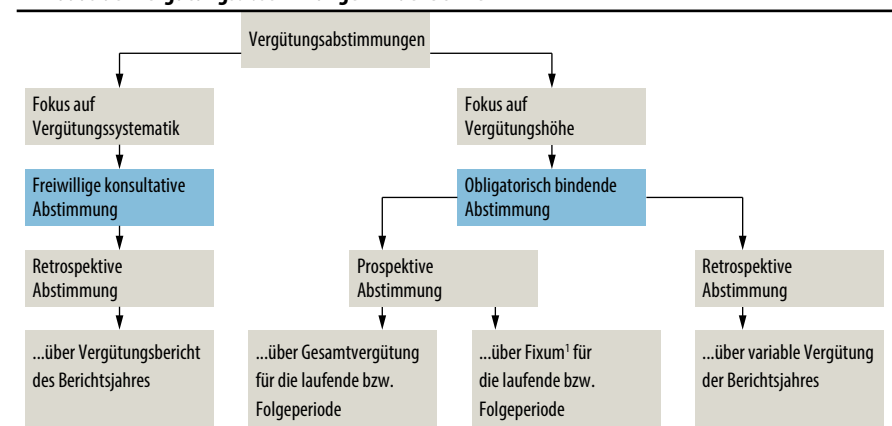 Vergütungsabstimmungen
Fokus auf
Vergütungssystematik
Fokus auf
Vergütungshöhe
Freiwillige konsultative
Abstimmung
Obligatorisch bindende
Abstimmung
Retrospektive
Abstimmung
Prospektive
Abstimmung
Retrospektive
Abstimmung
...über Vergütungsbericht
des Berichtsjahres
...über Gesamtvergütung
für die laufende bzw.
Folgeperiode
...über Fixum¹ für
die laufende bzw.
Folgeperiode
...über variable Vergütung
der Berichtsjahres